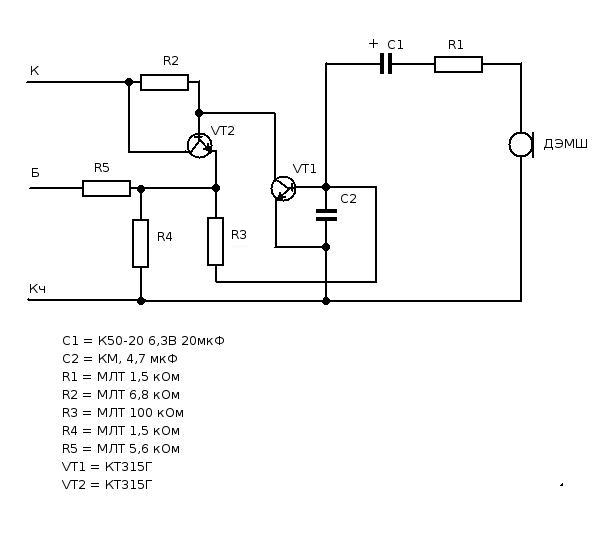 + C1 R1
К R2
VT2
ДЭМШ
Б R5 VT1
C2
R4 R3
Кч
C1 = К50-20 6,3В 20мкФ
C2 = КМ, 4,7 мкФ
R1 = МЛТ 1,5 кОм
R2 = МЛТ 6,8 кОм
R3 = МЛТ 100 кОм
R4 = МЛТ 1,5 кОм
R5 = МЛТ 5,6 кОм
VT1 = КТ315Г
VT2 = КТ315Г